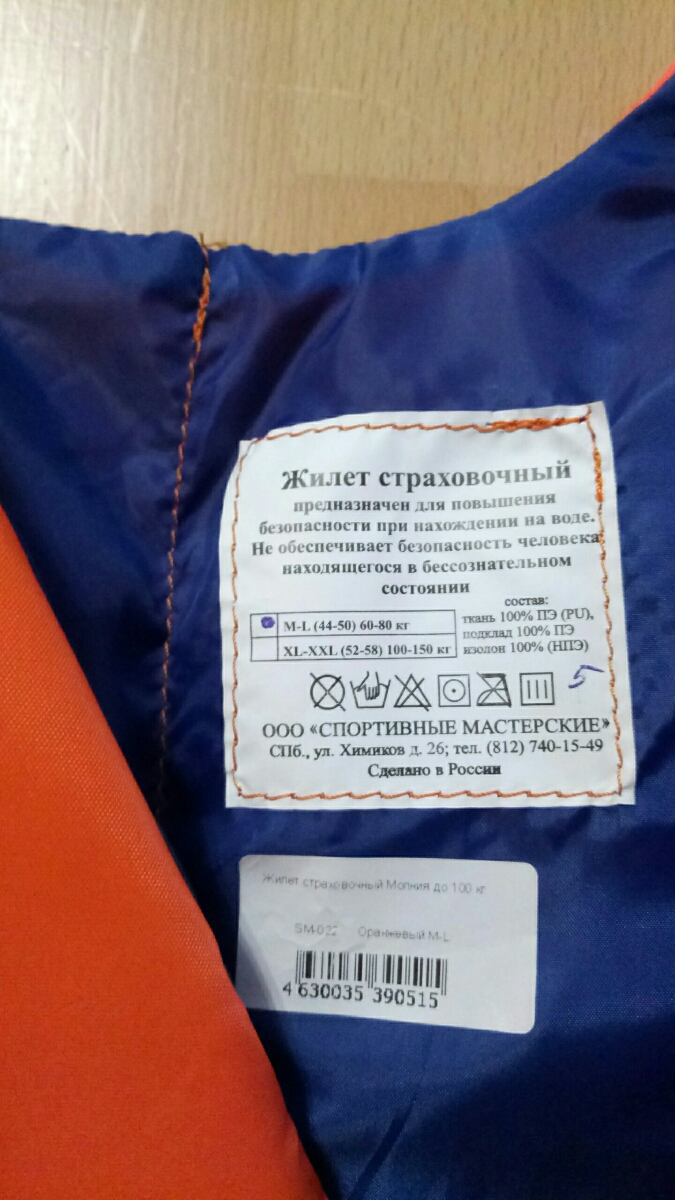 Жилет страховочный
предназначен для повышения
безопасности при нахождении на воде.
Не обеспечивает безопасность человека
находящегося в бессознательном
состоянии
M-L (44-50) 60-80 кг
XL-XXL (52-58) 100-150 кг
состав:
ткань 100% ПЭ (PU),
подклад 100% ПЭ
изолон 100% (НПЭ)
5
ООО «СПОРТИВНЫЕ МАСТЕРСКИЕ»
СПб., ул. Химиков д. 26; тел. (812) 740-15-49
Сделано в России
Жилет страховочный Молния до 100 кг
SM-022 Оранжевый M-L
4 630035 390515